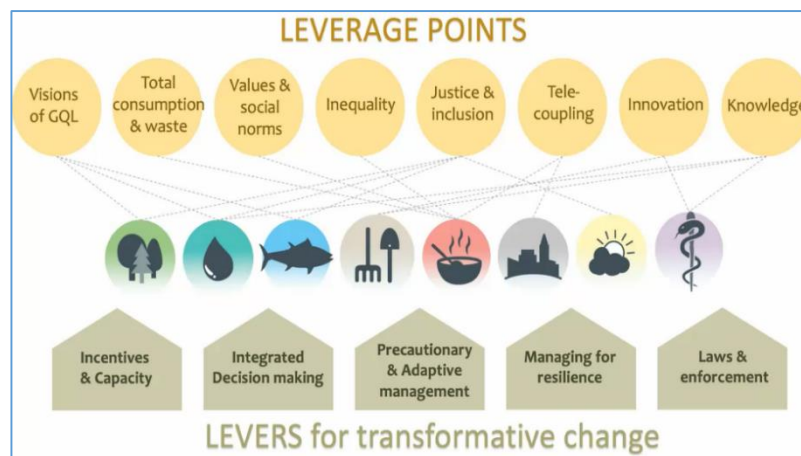 LEVERAGE POINTS
Visions
of GQL
Total
consumption
& waste
Values &
social
norms
Inequality
Justice &
inclusion
Tele-
coupling
Innovation
Knowledge
Incentives
& Capacity
Integrated
Decision making
Precautionary
& Adaptive
management
Managing for
resilience
Laws &
enforcement
LEVERS for transformative change